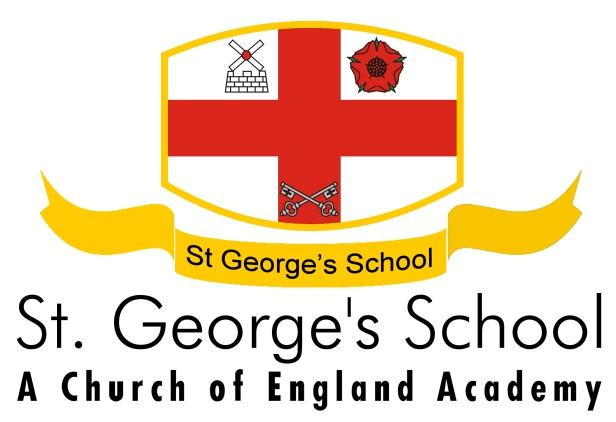 St George’s School
St. George's School
A Church of England Academy